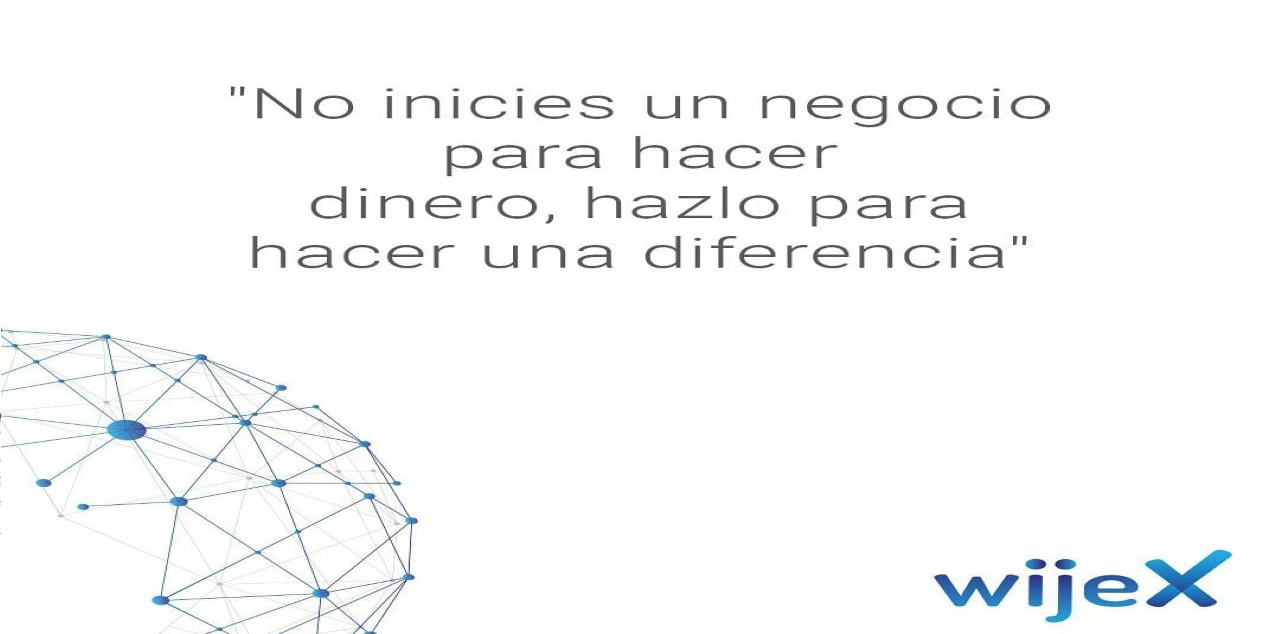 "No inicies un negocio
para hacer
dinero, hazlo para
hacer una diferencia"
wijeX